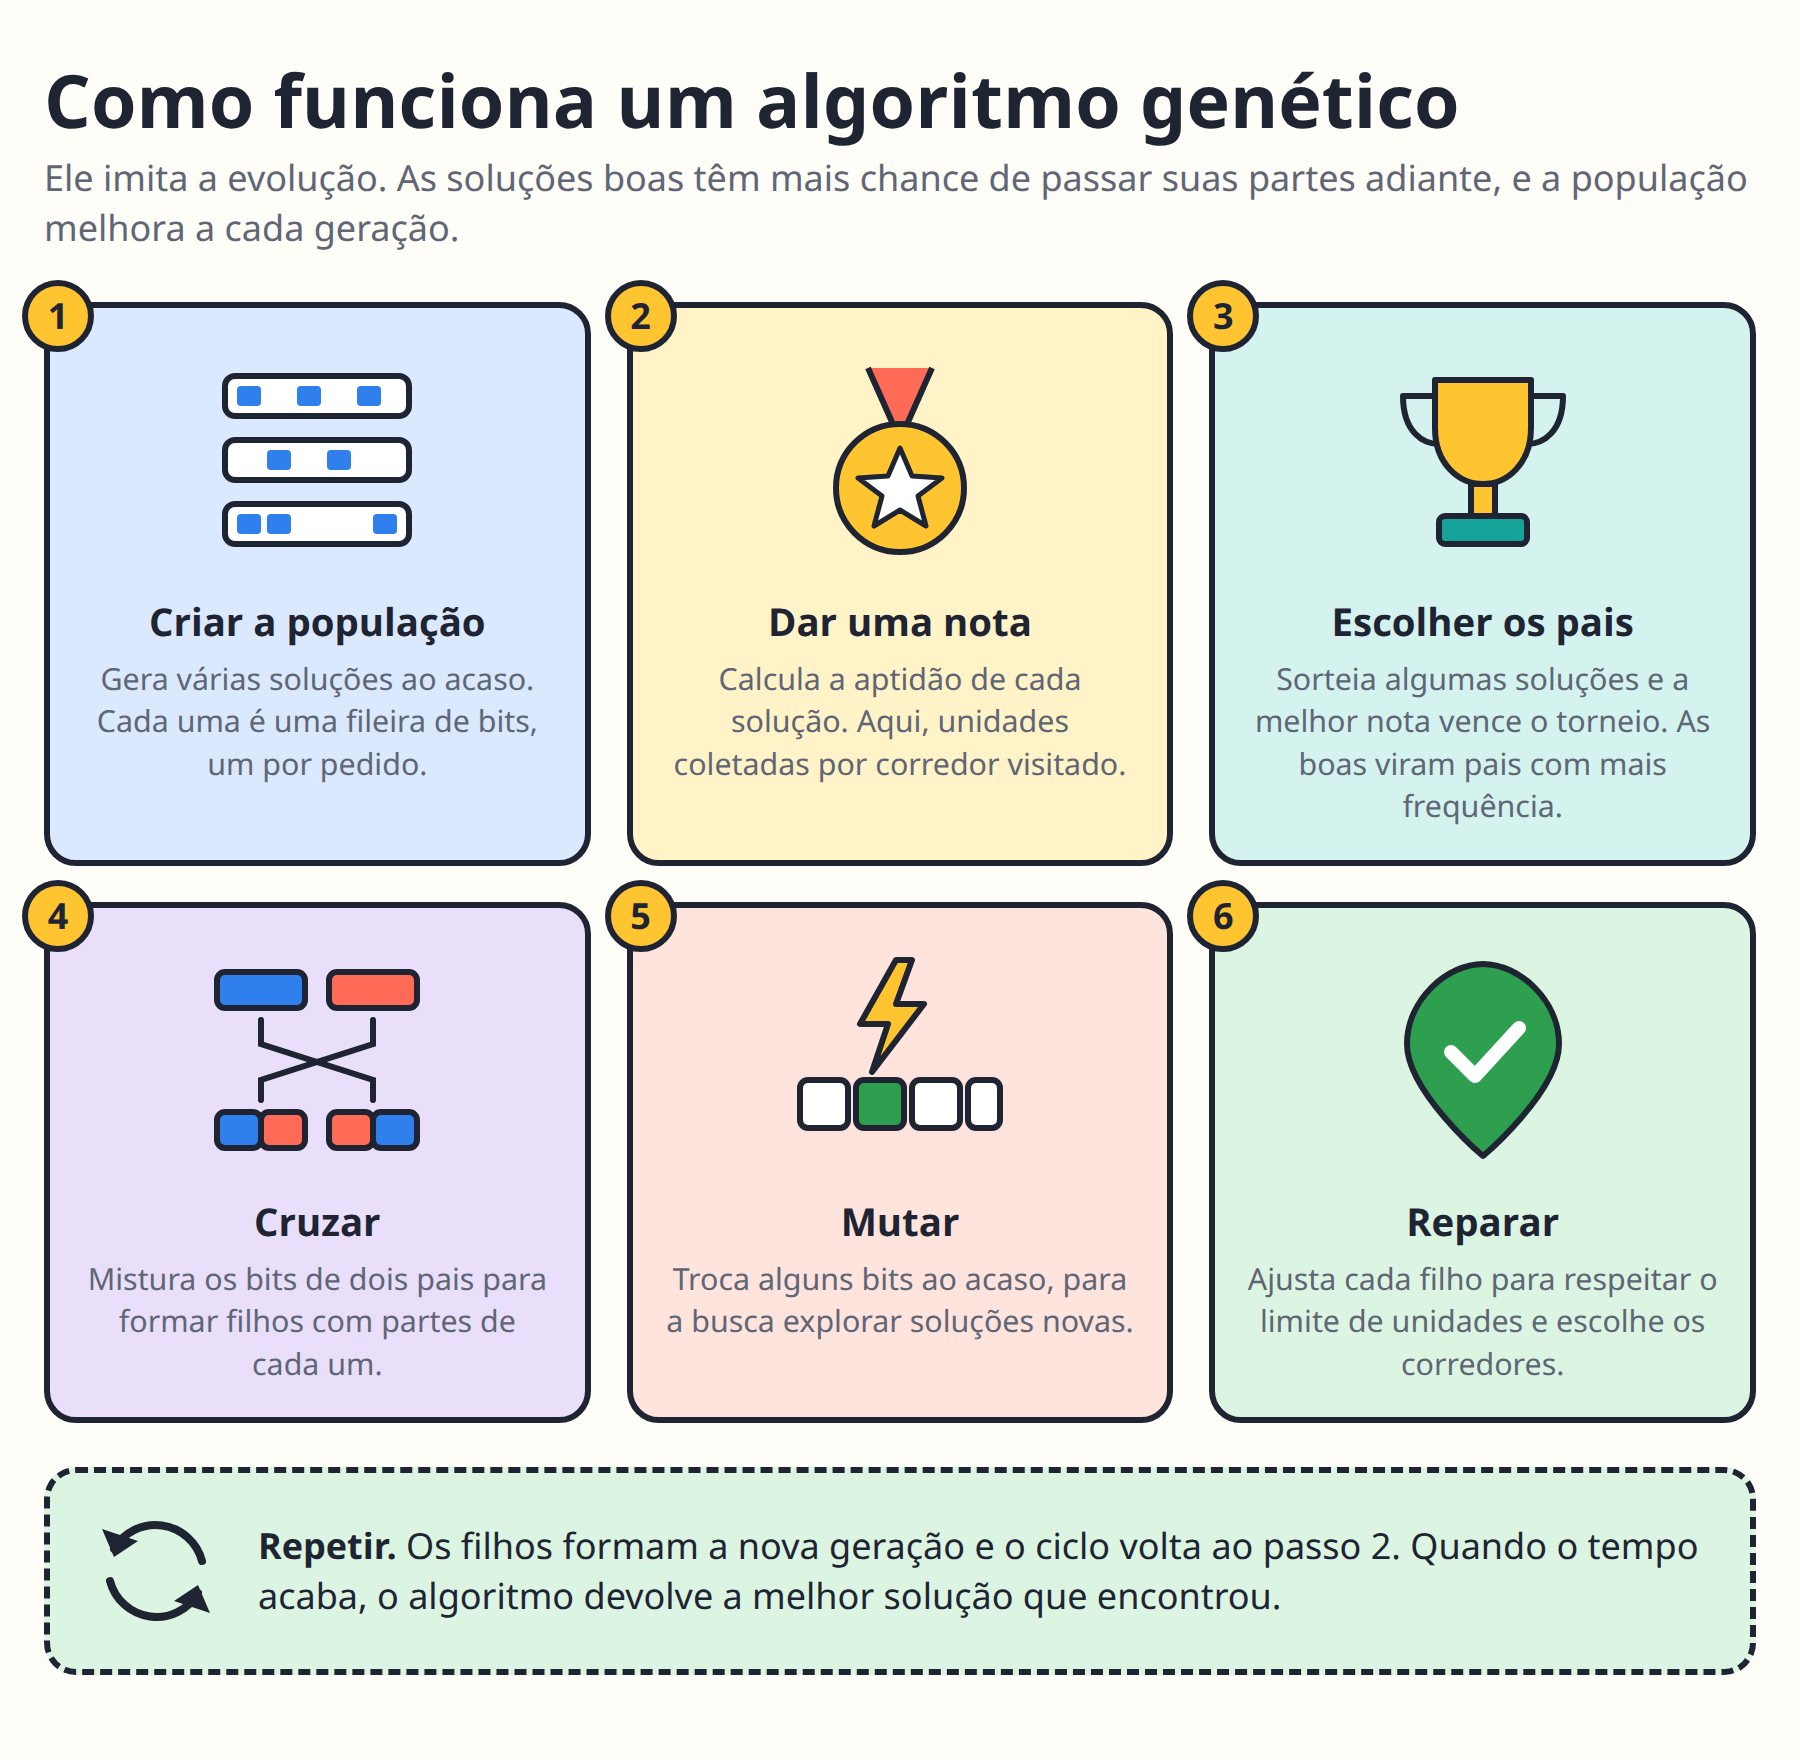 Como funciona um algoritmo genético
Ele imita a evolução. As soluções boas têm mais chance de passar suas partes adiante, e a população
melhora a cada geração.
1
Criar a população
Gera várias soluções ao acaso.
Cada uma é uma fileira de bits,
um por pedido.
2
Dar uma nota
Calcula a aptidão de cada
solução. Aqui, unidades
coletadas por corredor visitado.
3
Escolher os pais
Sorteia algumas soluções e a
melhor nota vence o torneio. As
boas viram pais com mais
frequência.
4
Cruzar
Mistura os bits de dois pais para
formar filhos com partes de
cada um.
5
Mutar
Troca alguns bits ao acaso, para
a busca explorar soluções novas.
6
Reparar
Ajusta cada filho para respeitar o
limite de unidades e escolhe os
corredores.
Repetir. Os filhos formam a nova geração e o ciclo volta ao passo 2. Quando o tempo
acaba, o algoritmo devolve a melhor solução que encontrou.